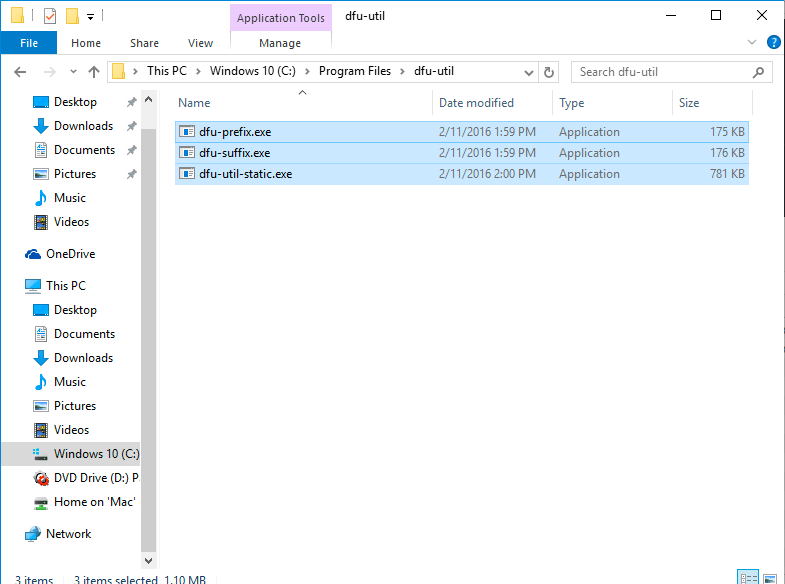 Application Tools dfu-util
File Home Share View Manage
This PC Windows 10 (C:) Program Files dfu-util Search dfu-util
Name Date modified Type Size
dfu-prefix.exe 2/11/2016 1:59 PM Application 175 KB
dfu-suffix.exe 2/11/2016 1:59 PM Application 176 KB
dfu-util-static.exe 2/11/2016 2:00 PM Application 781 KB
Desktop
Downloads
Documents
Pictures
Music
Videos
OneDrive
This PC
Desktop
Documents
Downloads
Music
Pictures
Videos
Windows 10 (C:)
DVD Drive (D:) P
Home on 'Mac'
Network
3 items 3 items selected 1.10 MB